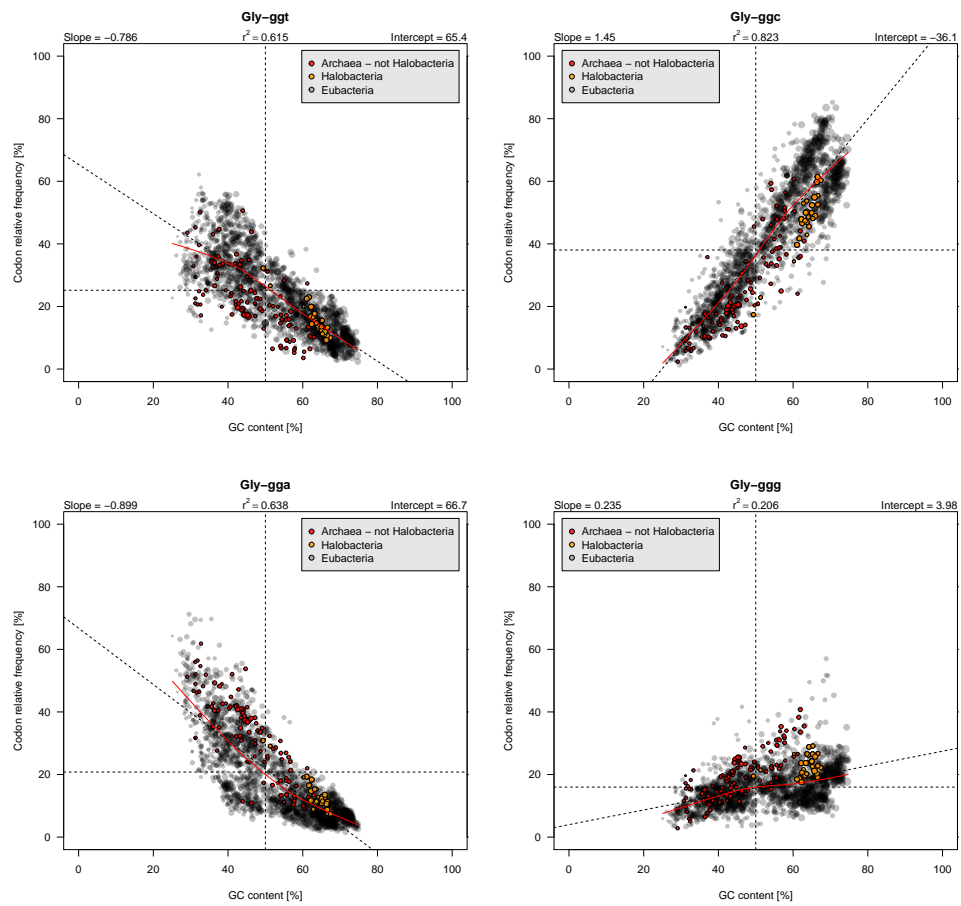 Gly−ggt
Slope = −0.786 r2 = 0.615 Intercept = 65.4
Archaea − not Halobacteria
Halobacteria
Eubacteria
Codon relative frequency [%]
0 20 40 60 80 100
0 20 40 60 80 100
GC content [%]
Gly−ggc
Slope = 1.45 r2 = 0.823 Intercept = −36.1
Archaea − not Halobacteria
Halobacteria
Eubacteria
Codon relative frequency [%]
0 20 40 60 80 100
0 20 40 60 80 100
GC content [%]
Gly−gga
Slope = −0.899 r2 = 0.638 Intercept = 66.7
Archaea − not Halobacteria
Halobacteria
Eubacteria
Codon relative frequency [%]
0 20 40 60 80 100
0 20 40 60 80 100
GC content [%]
Gly−ggg
Slope = 0.235 r2 = 0.206 Intercept = 3.98
Archaea − not Halobacteria
Halobacteria
Eubacteria
Codon relative frequency [%]
0 20 40 60 80 100
0 20 40 60 80 100
GC content [%]